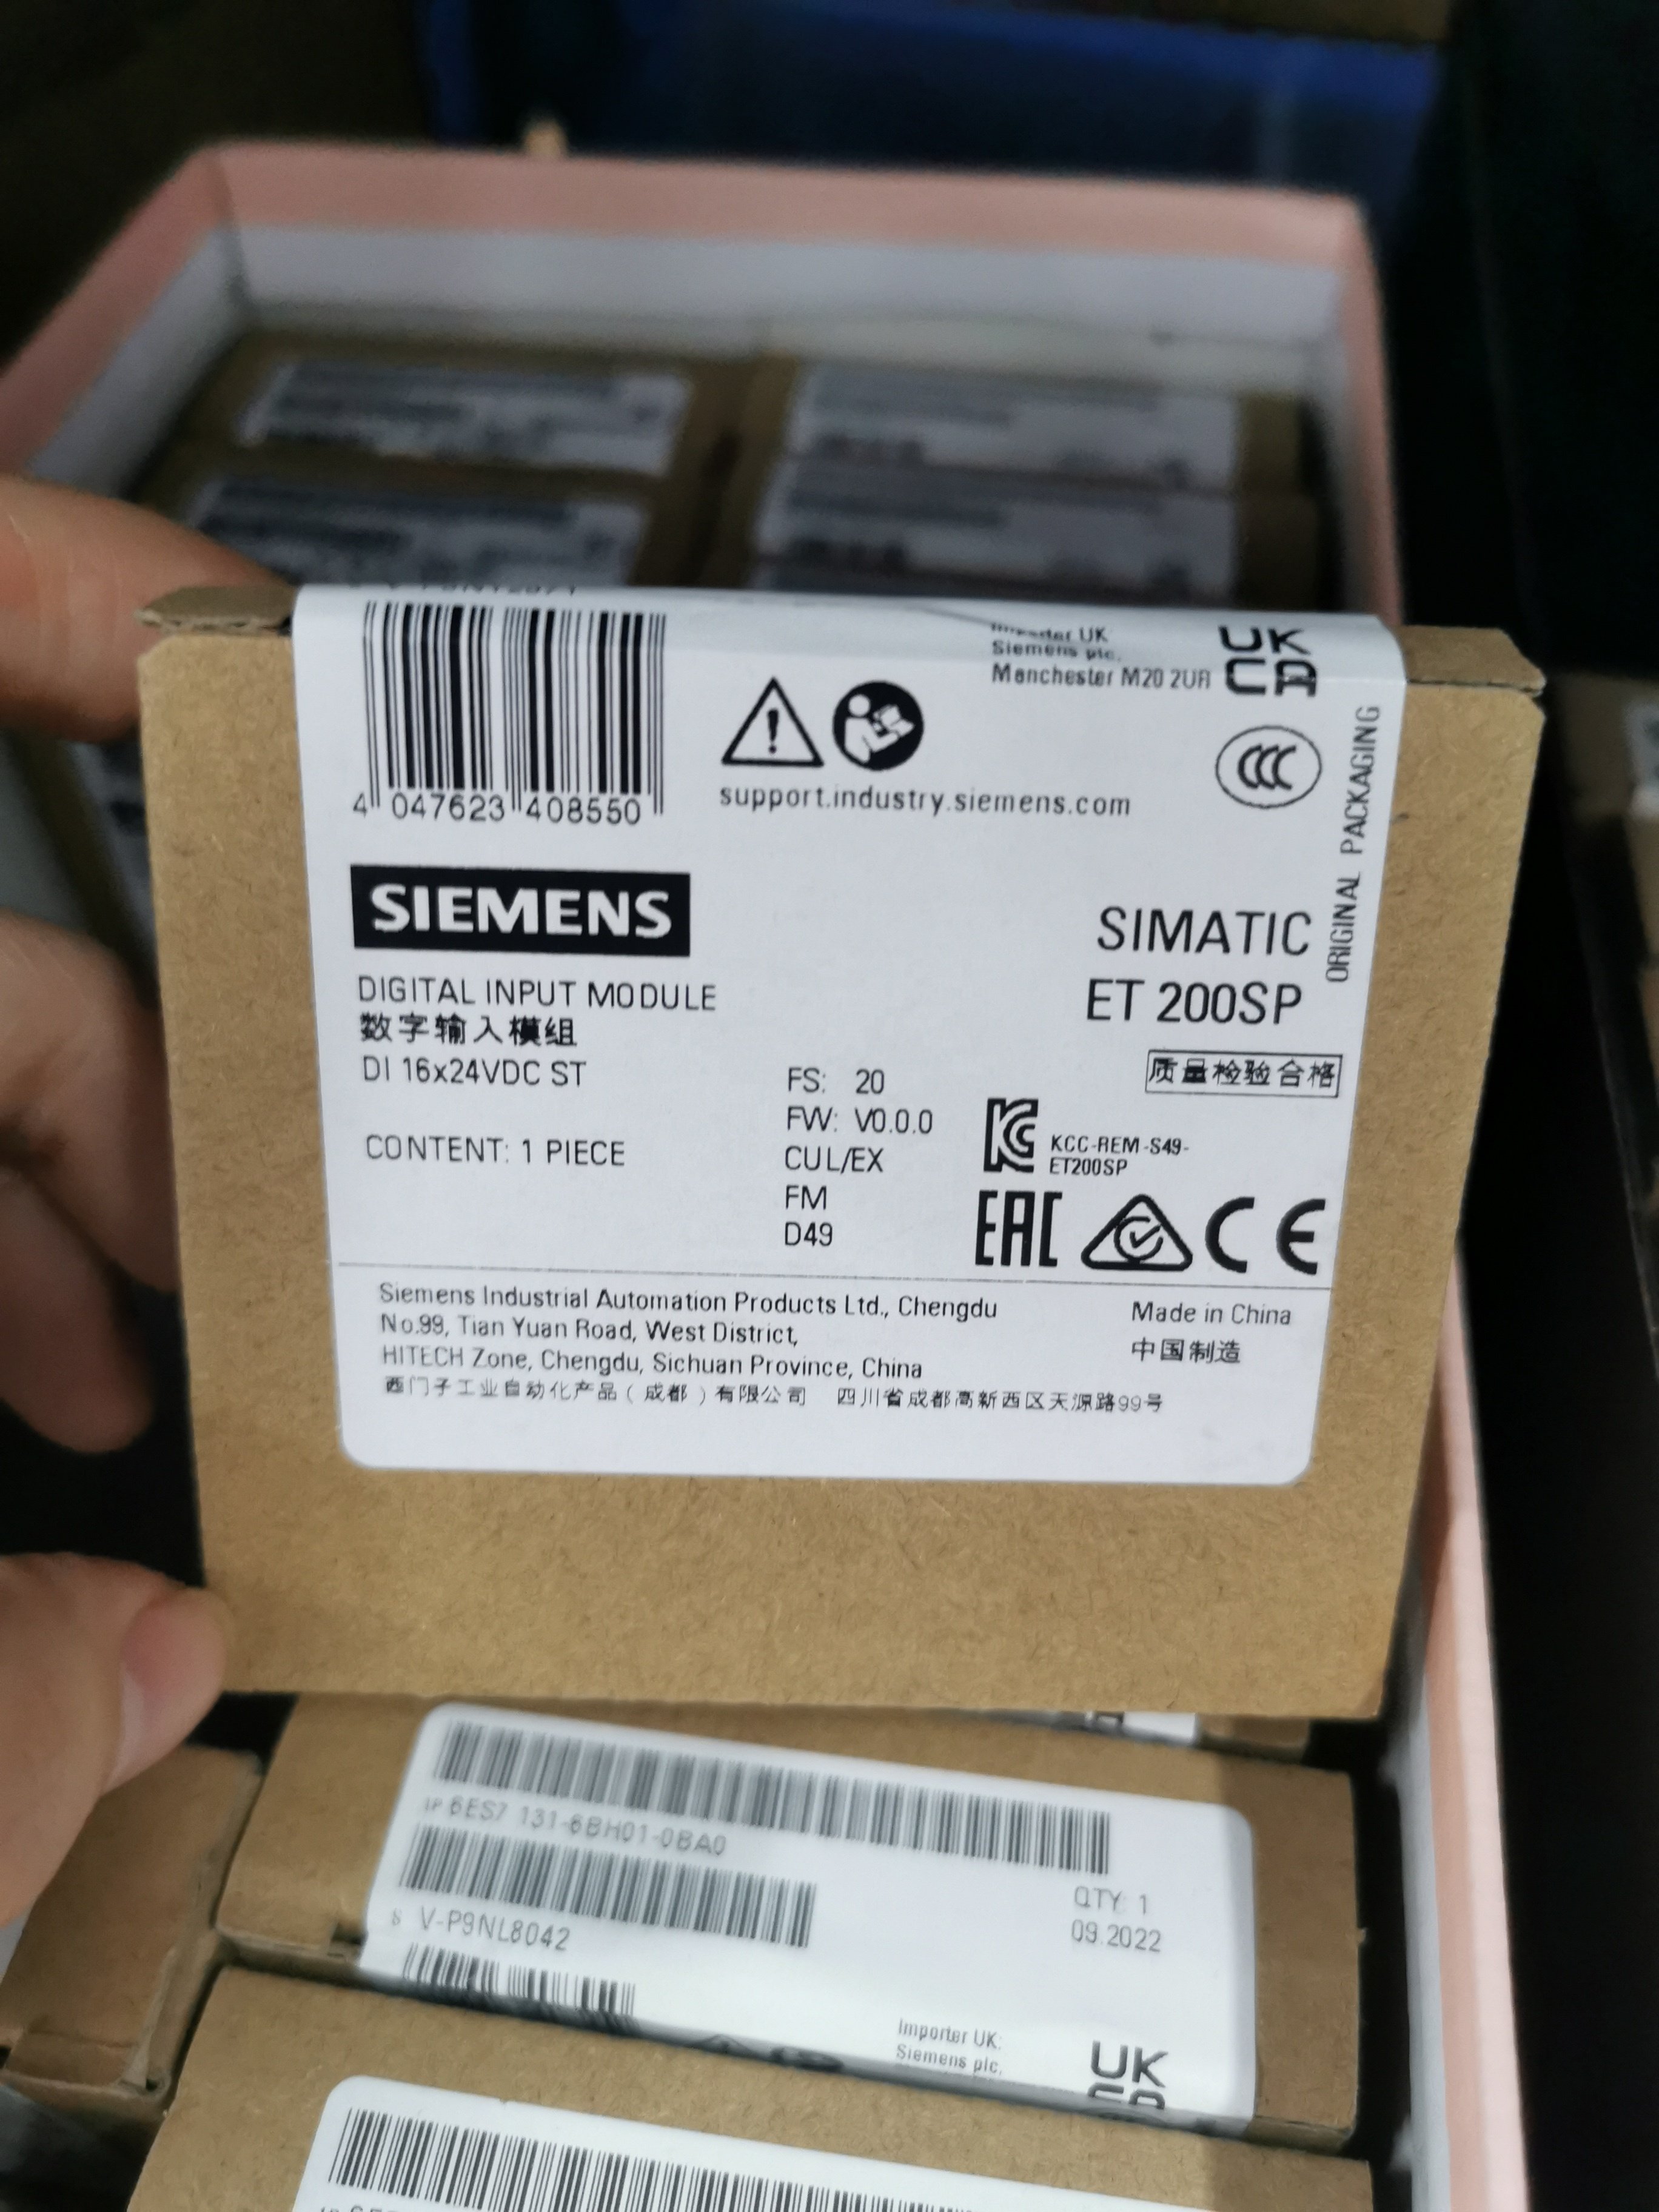 Siemens plc.
Manchester M20 2UR
UK
CA
4 047623 408550
support.industry.siemens.com
CCC
ORIGINAL PACKAGING
SIEMENS
SIMATIC
ET 200SP
DIGITAL INPUT MODULE
数字输入模组
DI 16x24VDC ST
质量检验合格
CONTENT: 1 PIECE
FS: 20
FW: V0.0.0
CUL/EX
FM
D49
KCC-REM-S49-
ET200SP
EAC
CE
Siemens Industrial Automation Products Ltd., Chengdu
No.99, Tian Yuan Road, West District,
HITECH Zone, Chengdu, Sichuan Province, China
西门子工业自动化产品(成都)有限公司 四川省成都高新西区天源路99号
Made in China
中国制造
1P 6ES7 131-6BH01-0BA0
S V-P9NL8042
QTY: 1
09.2022
Importer UK:
Siemens plc.
UK
CA